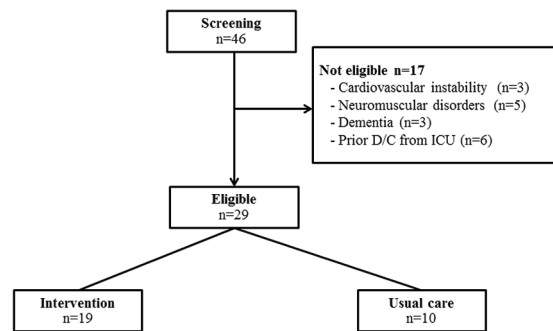 Screening
n=46
Not eligible n=17
- Cardiovascular instability (n=3)
- Neuromuscular disorders (n=5)
- Dementia (n=3)
- Prior D/C from ICU (n=6)
Eligible
n=29
Intervention
n=19
Usual care
n=10